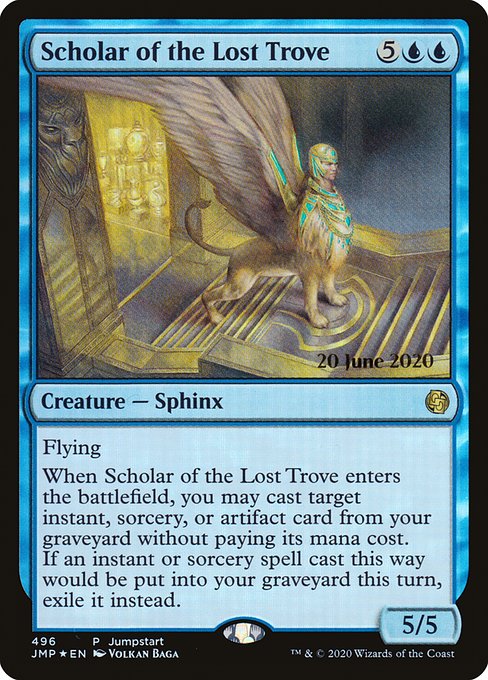 Scholar of the Lost Trove 5
20 June 2020
Creature — Sphinx
Flying
When Scholar of the Lost Trove enters
the battlefield, you may cast target
instant, sorcery, or artifact card from your
graveyard without paying its mana cost.
If an instant or sorcery spell cast this way
would be put into your graveyard this turn,
exile it instead.
5/5
496 P Jumpstart
JMP ★ EN Volkan Baga
™ & © 2020 Wizards of the Coast